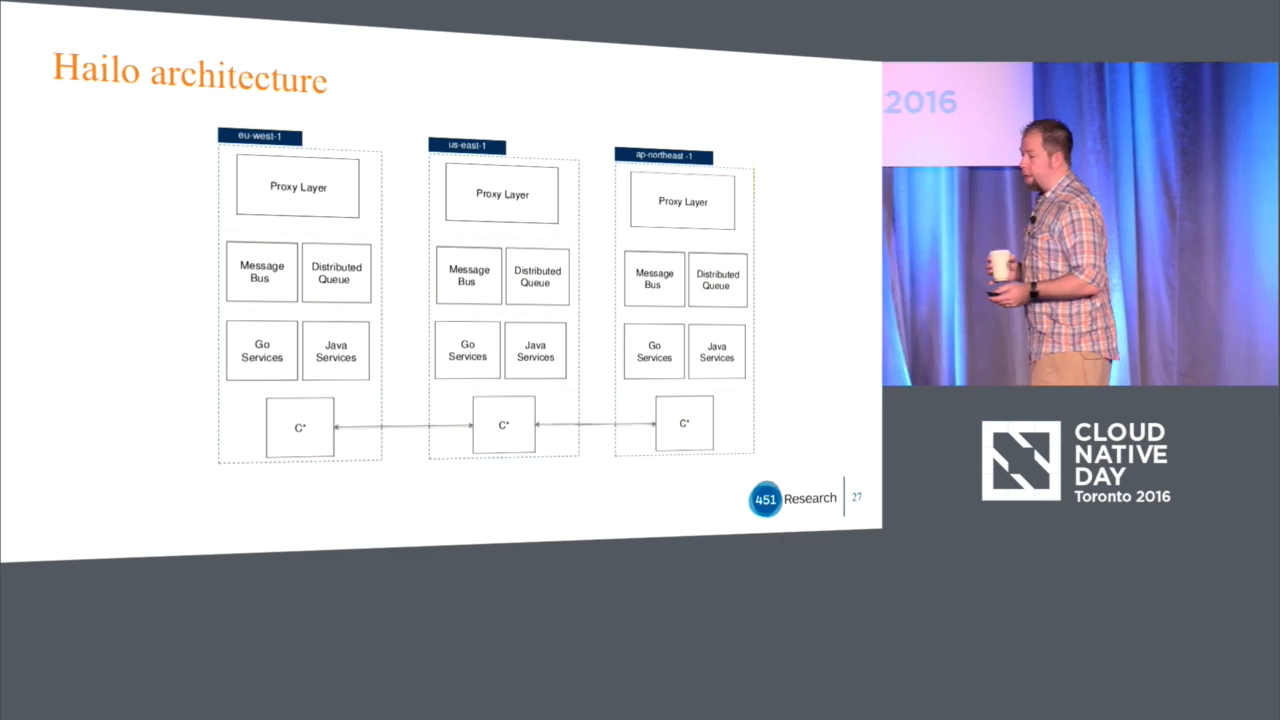 Hailo architecture
eu-west-1
us-east-1
ap-northeast -1
Proxy Layer
Proxy Layer
Proxy Layer
Message
Bus
Distributed
Queue
Message
Bus
Distributed
Queue
Message
Bus
Distributed
Queue
Go
Services
Java
Services
Go
Services
Java
Services
Go
Services
Java
Services
C*
C*
C*
451 Research
27
2016
CLOUD
NATIVE
DAY
Toronto 2016